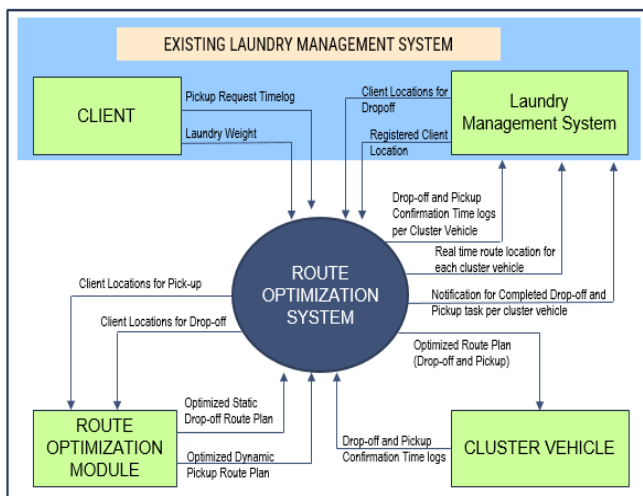 EXISTING LAUNDRY MANAGEMENT SYSTEM
CLIENT
Pickup Request Timelog
Laundry Weight
Client Locations for
Dropoff
Registered Client
Location
Laundry
Management System
Drop-off and Pickup
Confirmation Time logs
per Cluster Vehicle
Real time route location for
each cluster vehicle
Notification for Completed Drop-off and
Pickup task per cluster vehicle
ROUTE
OPTIMIZATION
SYSTEM
Client Locations for Pick-up
Client Locations for Drop-off
Optimized Route Plan
(Drop-off and Pickup)
ROUTE
OPTIMIZATION
MODULE
Optimized Static
Drop-off Route Plan
Optimized Dynamic
Pickup Route Plan
Drop-off and Pickup
Confirmation Time logs
CLUSTER VEHICLE